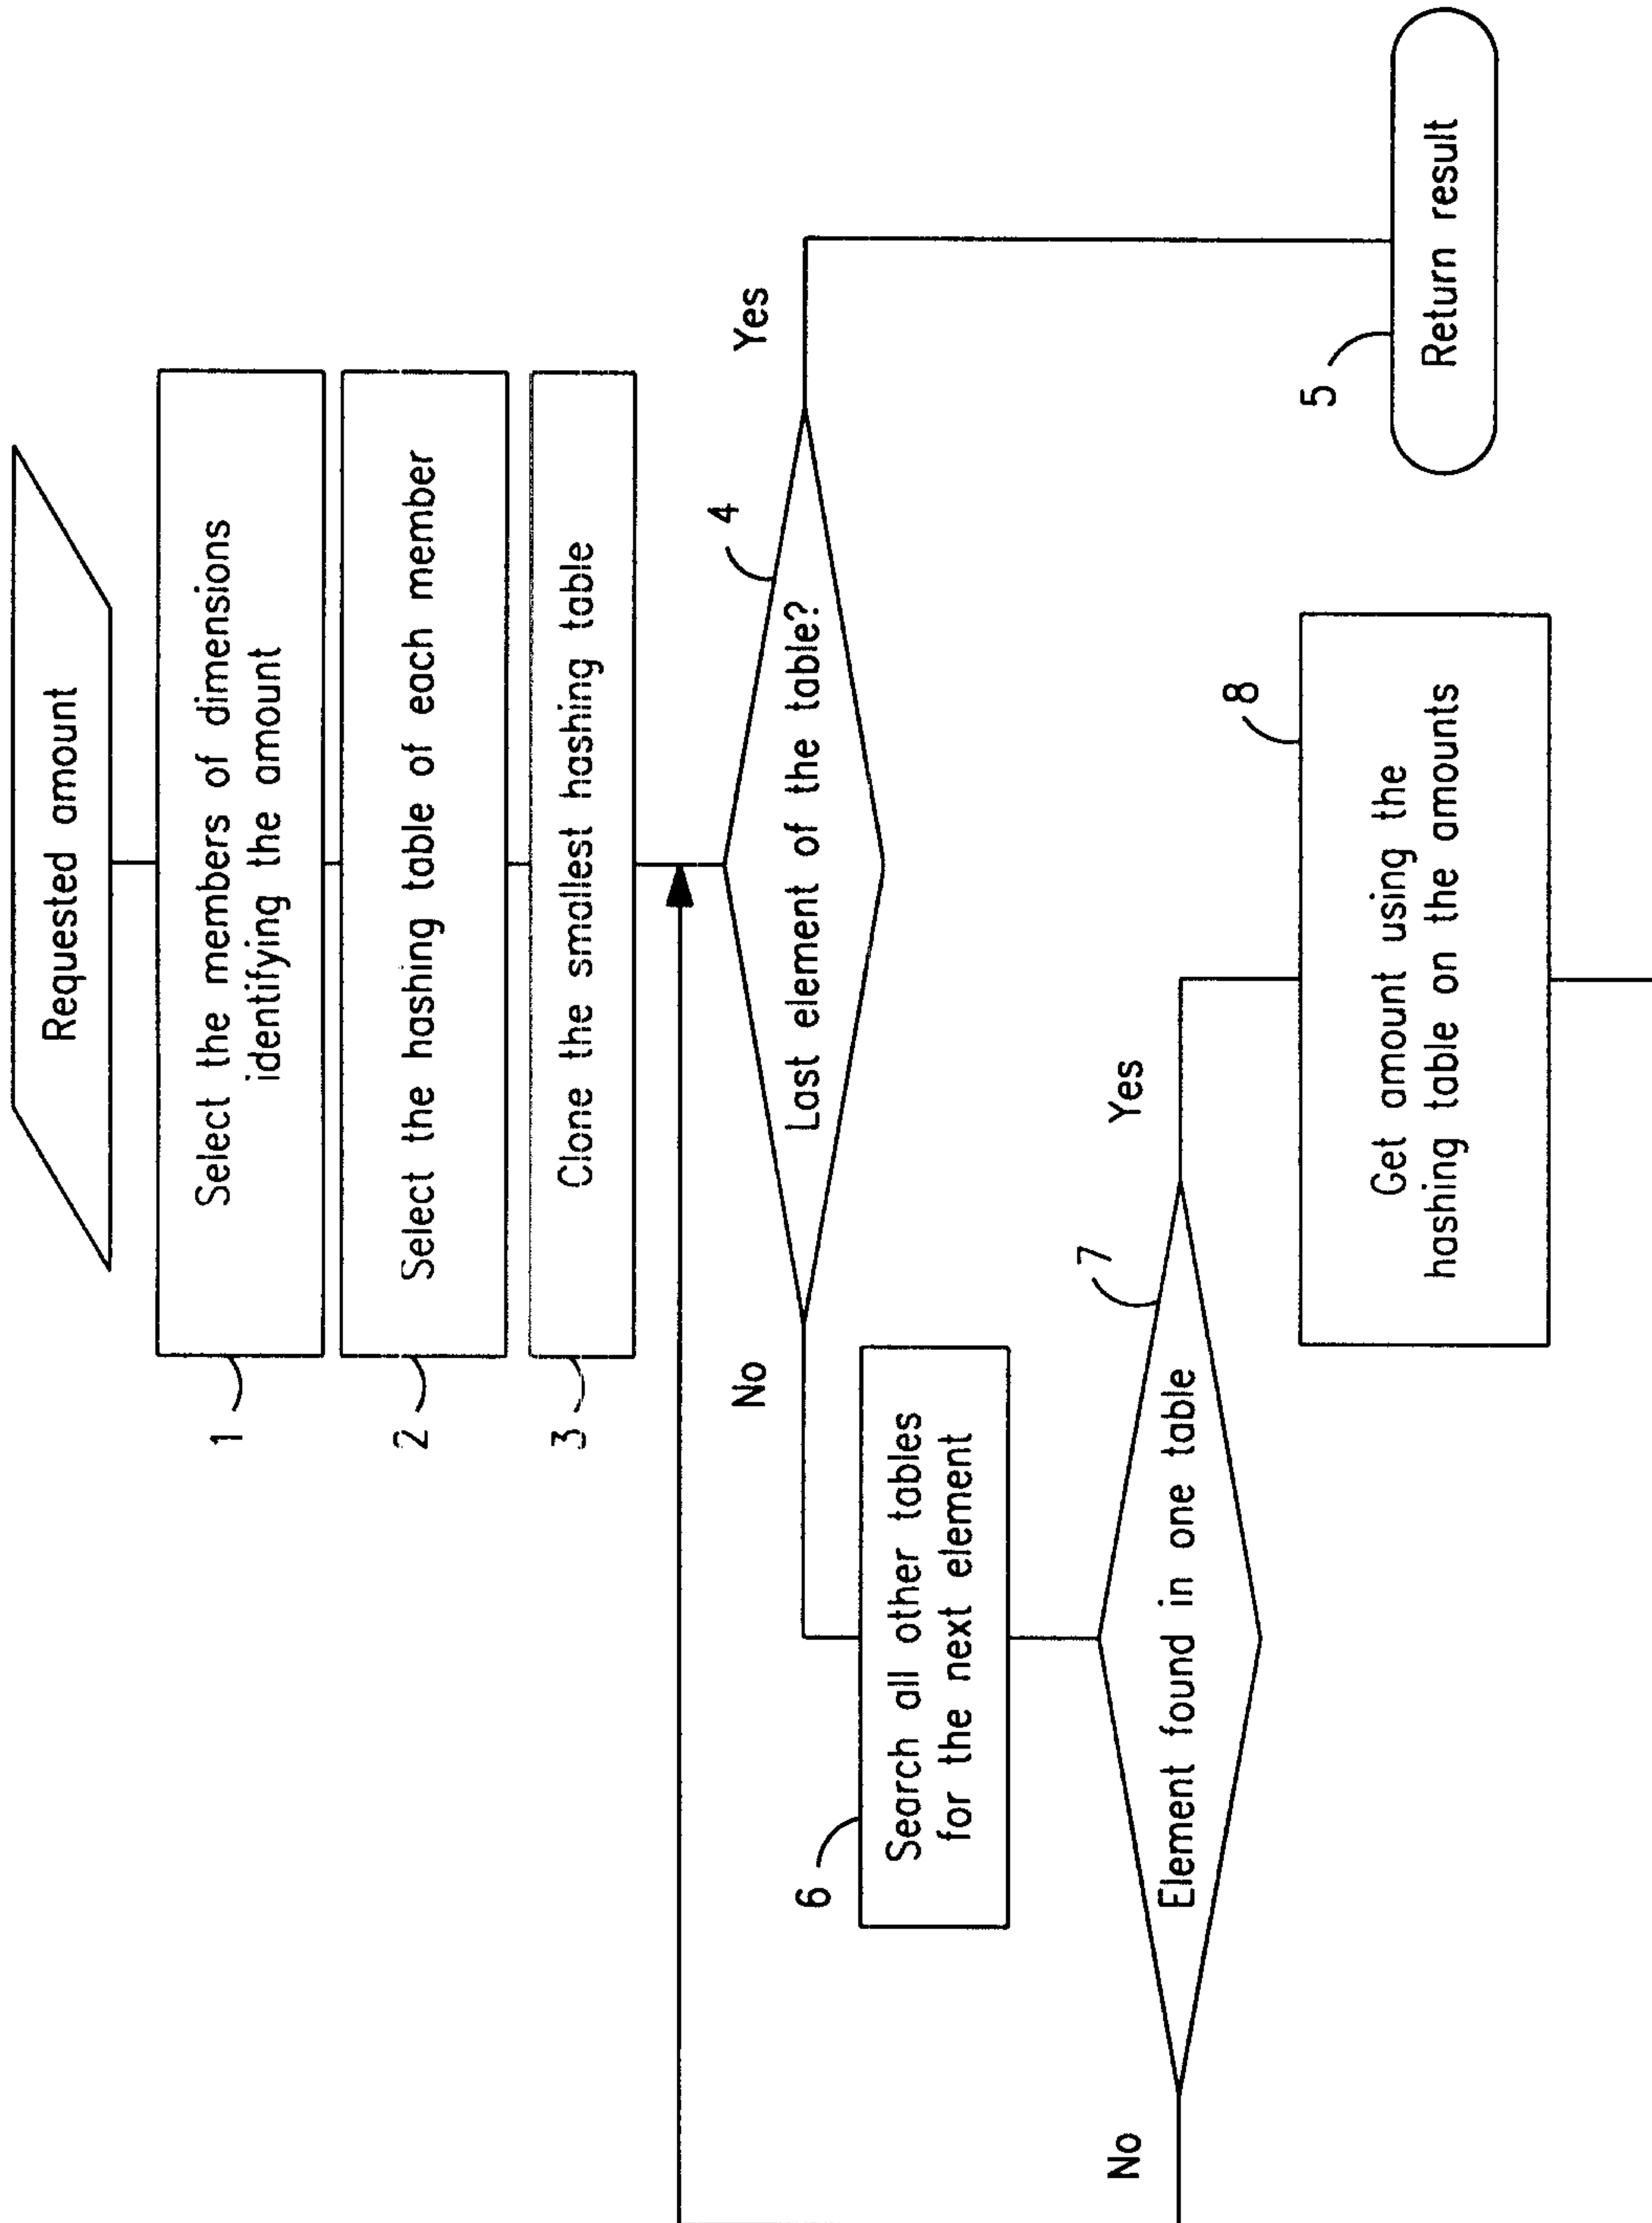 Requested amount
1
Select the members of dimensions
identifying the amount
2
Select the hashing table of each member
3
Clone the smallest hashing table
4
Last element of the table?
No
Yes
5
Return result
6
Search all other tables
for the next element
7
Element found in one table
No
Yes
8
Get amount using the
hashing table on the amounts